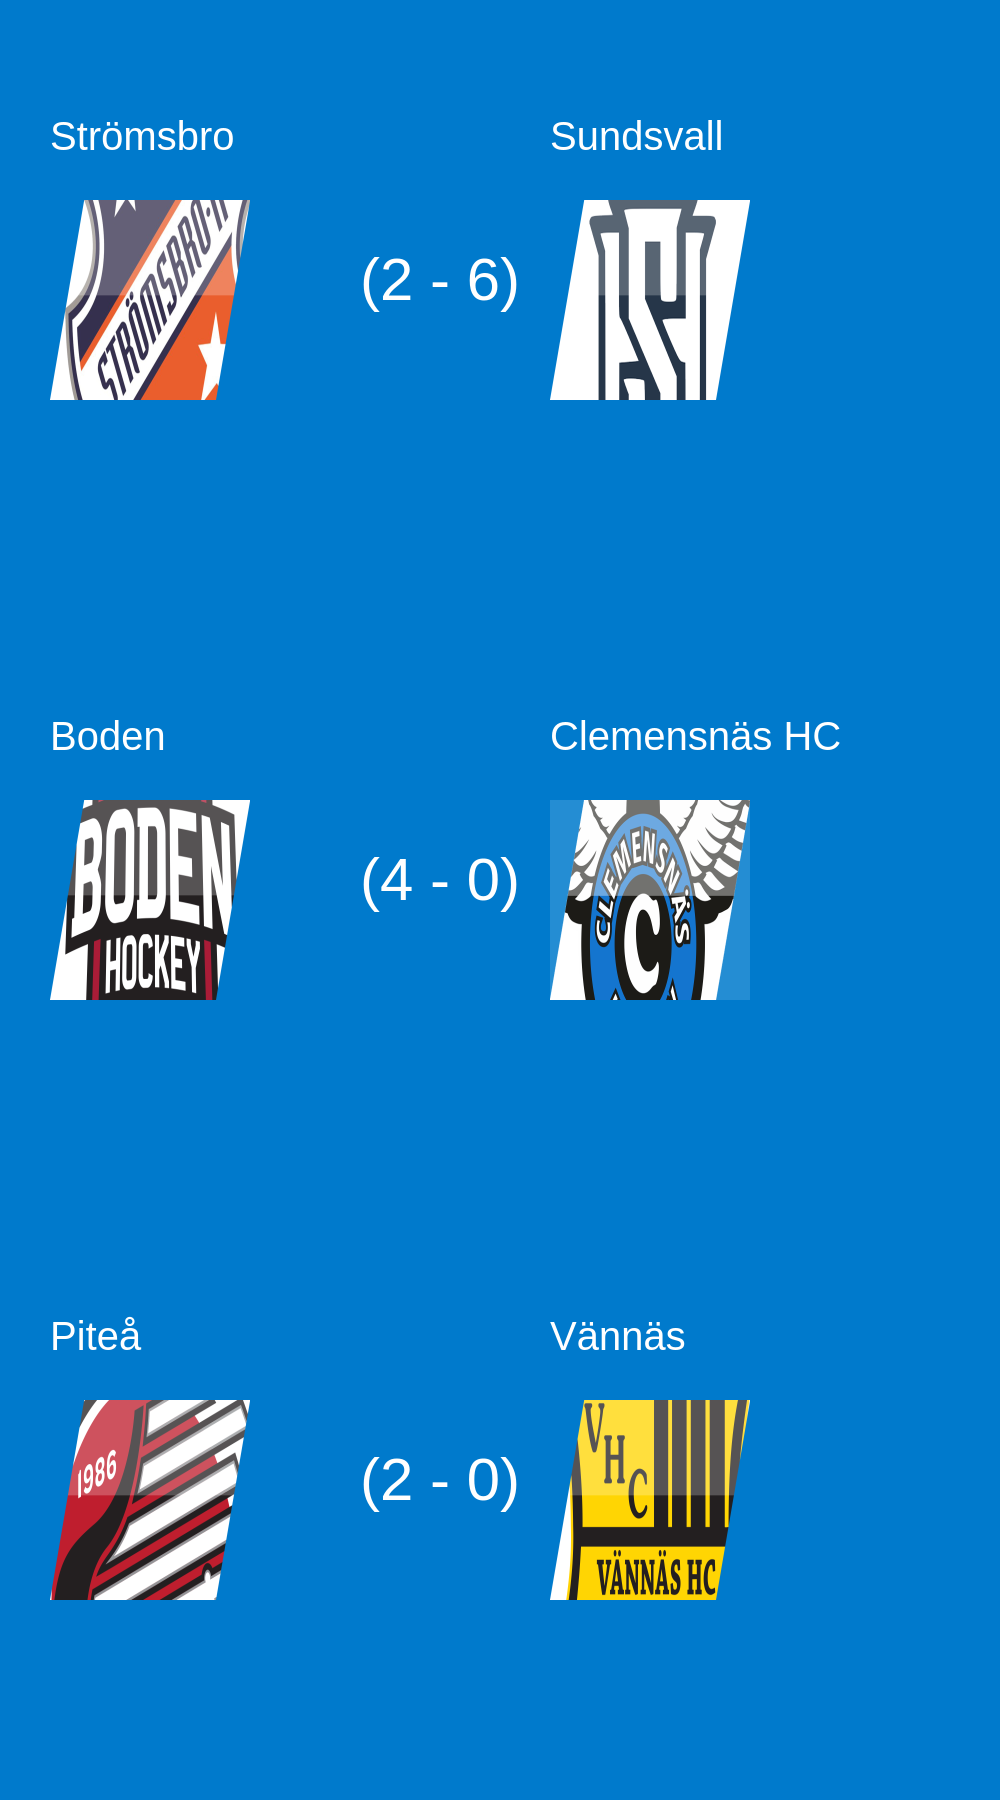 Strömsbro
Sundsvall
STRÖMSBRO
(2 - 6)
Boden
Clemensnäs HC
BODEN
HOCKEY
(4 - 0)
CLEMENSNÄS
C
Piteå
Vännäs
1986
(2 - 0)
VHC
VÄNNÄS HC